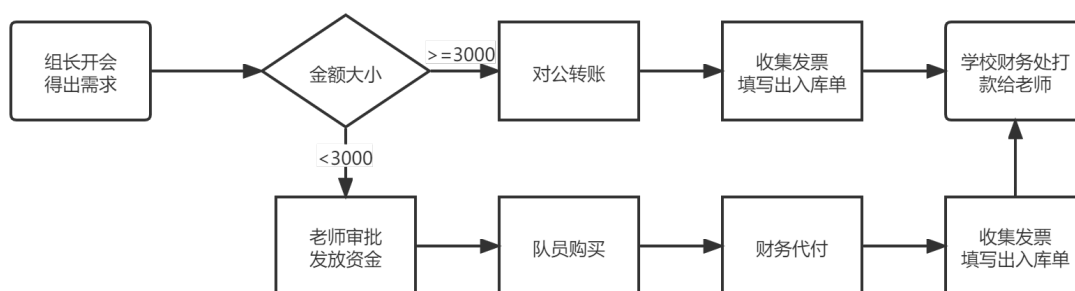 组长开会
得出需求
金额大小
>=3000
对公转账
收集发票
填写出入库单
学校财务处打
款给老师
<3000
老师审批
发放资金
队员购买
财务代付
收集发票
填写出入库单